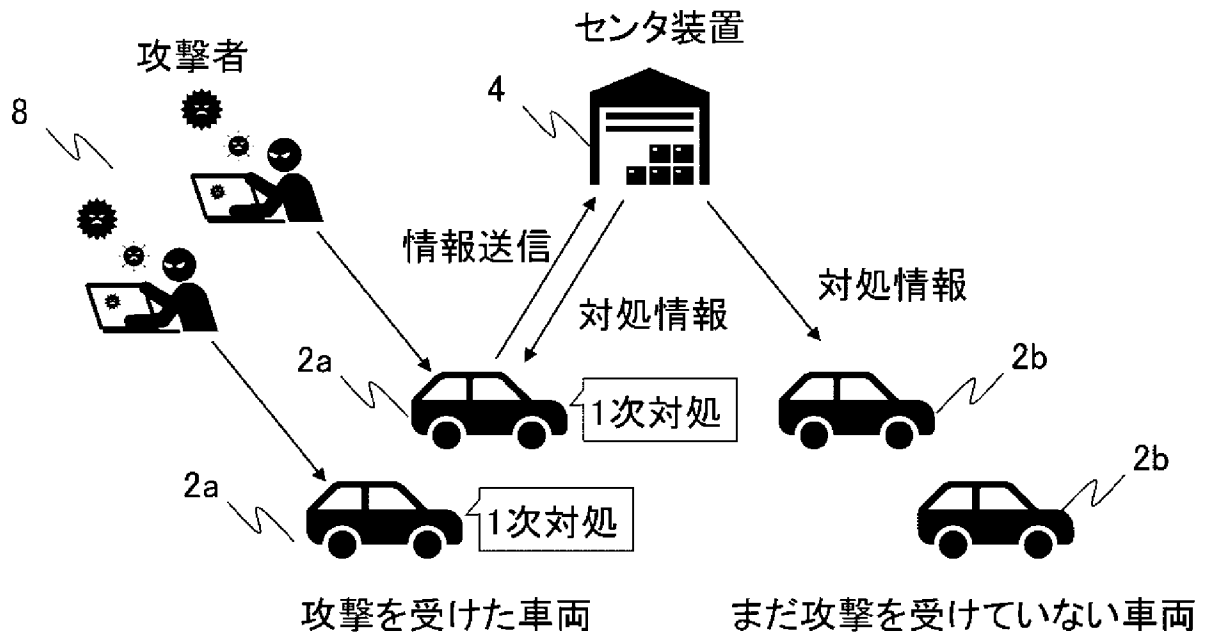 センタ装置
攻撃者
4
8
情報送信
対処情報
対処情報
2a
2b
1次対処
2a
2b
1次対処
攻撃を受けた車両
まだ攻撃を受けていない車両